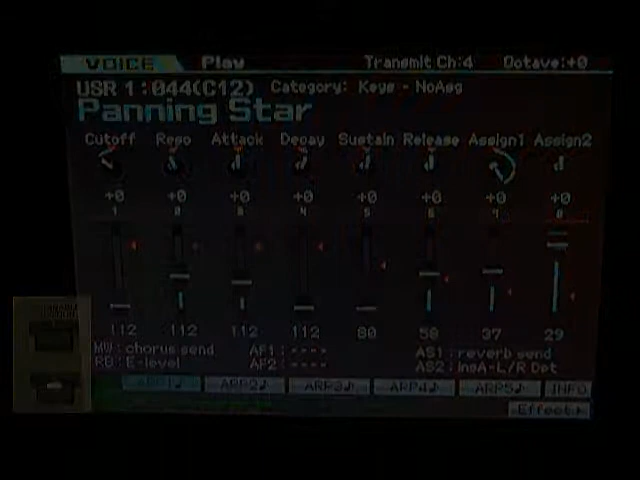 VOICE Play Transmit Ch:4 Octave:+0
USR 1:044(C12) Category: Keys - NoAsg
Panning Star
Cutoff Reso Attack Decay Sustain Release Assign1 Assign2
+0 +0 +0 +0 +0 +0 +0 +0
1 2 3 4 5 6 7 8
112 112 112 112 80 58 37 29
MW: chorus send AF1: ---- AS1: reverb send
RB: E-level AF2: ---- AS2: InsA-L/R Dpt
ARP1♪ ARP2♪ ARP3♪ ARP4♪ ARP5♪ INFO
Effect▶